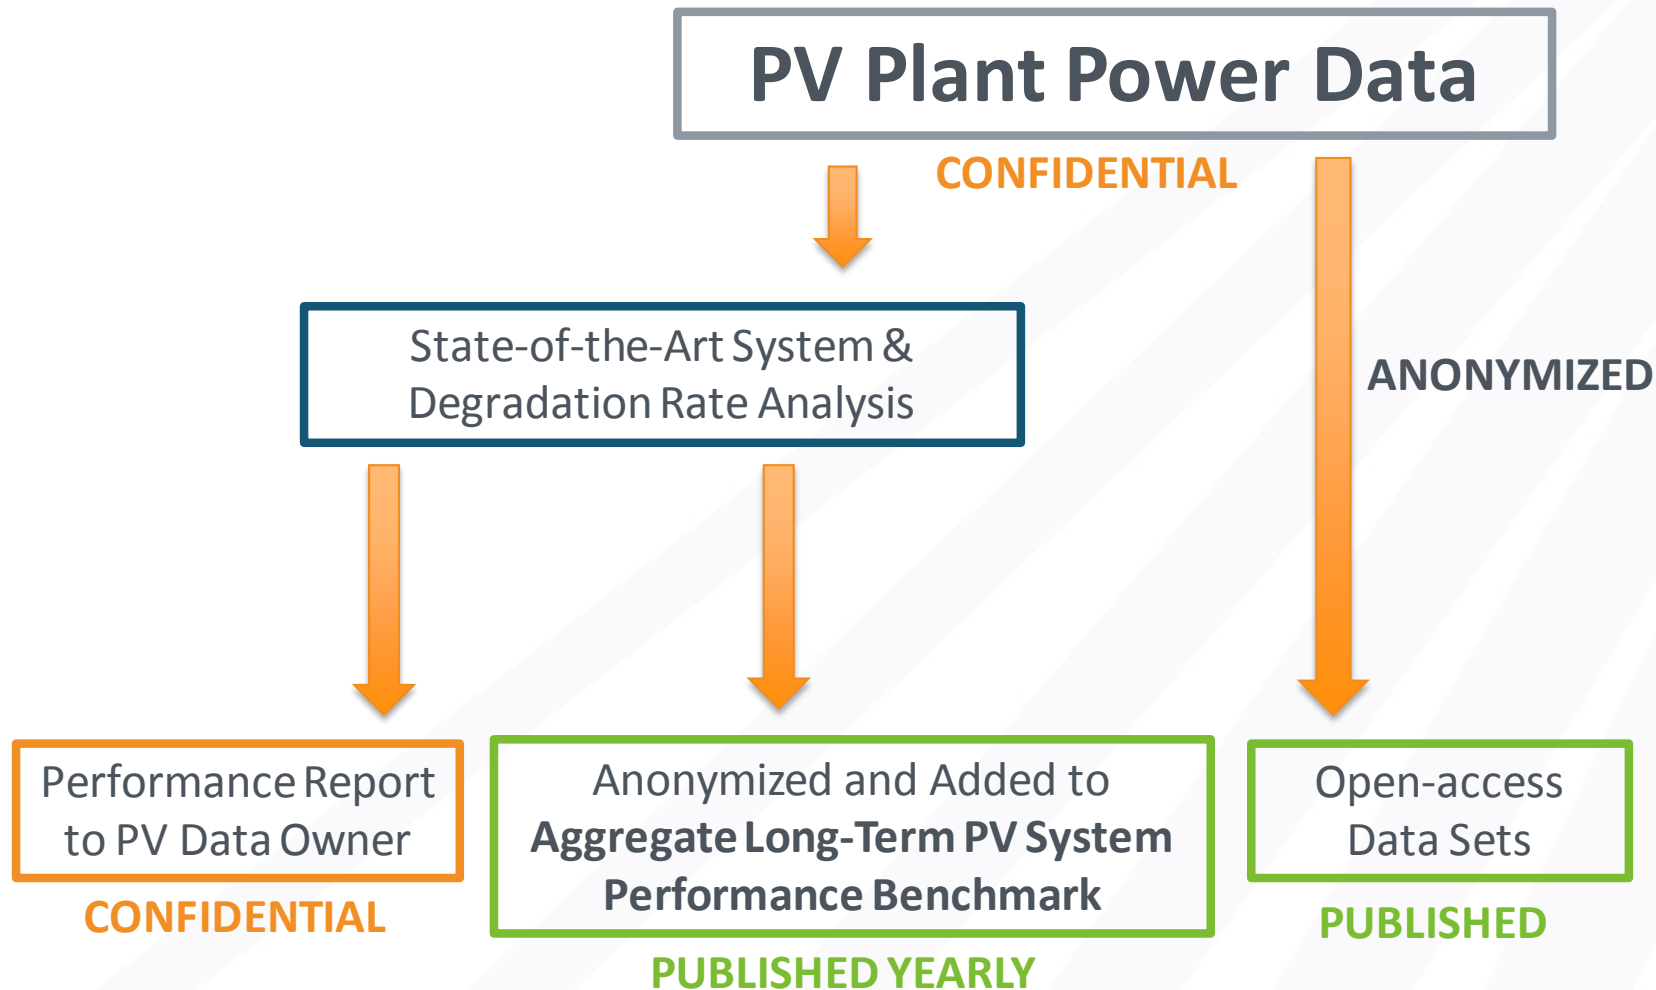 PV Plant Power Data
CONFIDENTIAL
State-of-the-Art System &
Degradation Rate Analysis
ANONYMIZED
Performance Report
to PV Data Owner
CONFIDENTIAL
Anonymized and Added to
Aggregate Long-Term PV System
Performance Benchmark
PUBLISHED YEARLY
Open-access
Data Sets
PUBLISHED